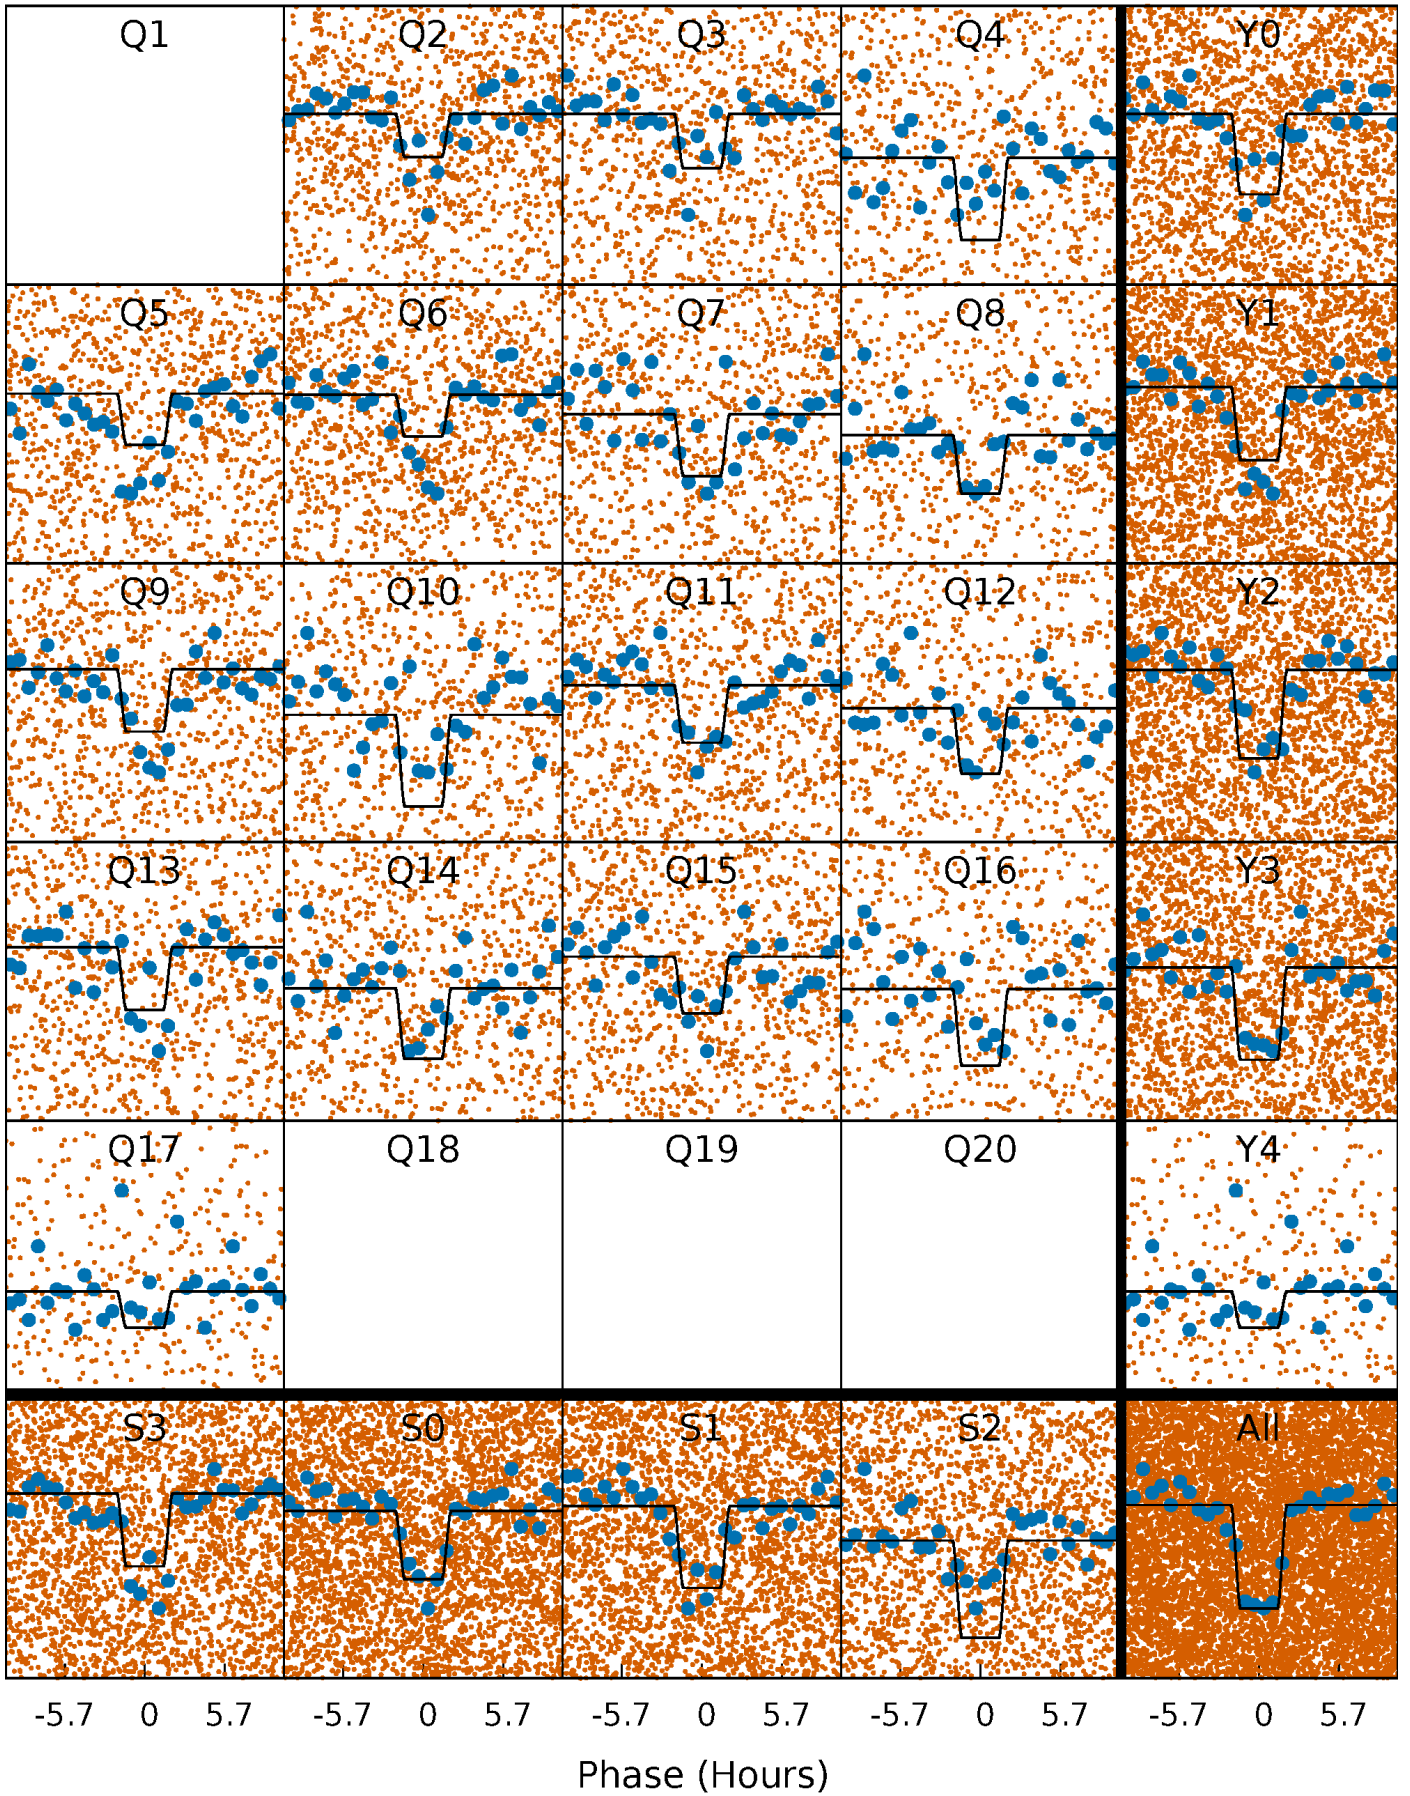 Q1 Q2 Q3 Q4 Y0
Q5 Q6 Q7 Q8 Y1
Q9 Q10 Q11 Q12 Y2
Q13 Q14 Q15 Q16 Y3
Q17 Q18 Q19 Q20 Y4
S3 S0 S1 S2 All
-5.7 0 5.7 -5.7 0 5.7 -5.7 0 5.7 -5.7 0 5.7 -5.7 0 5.7
Phase (Hours)